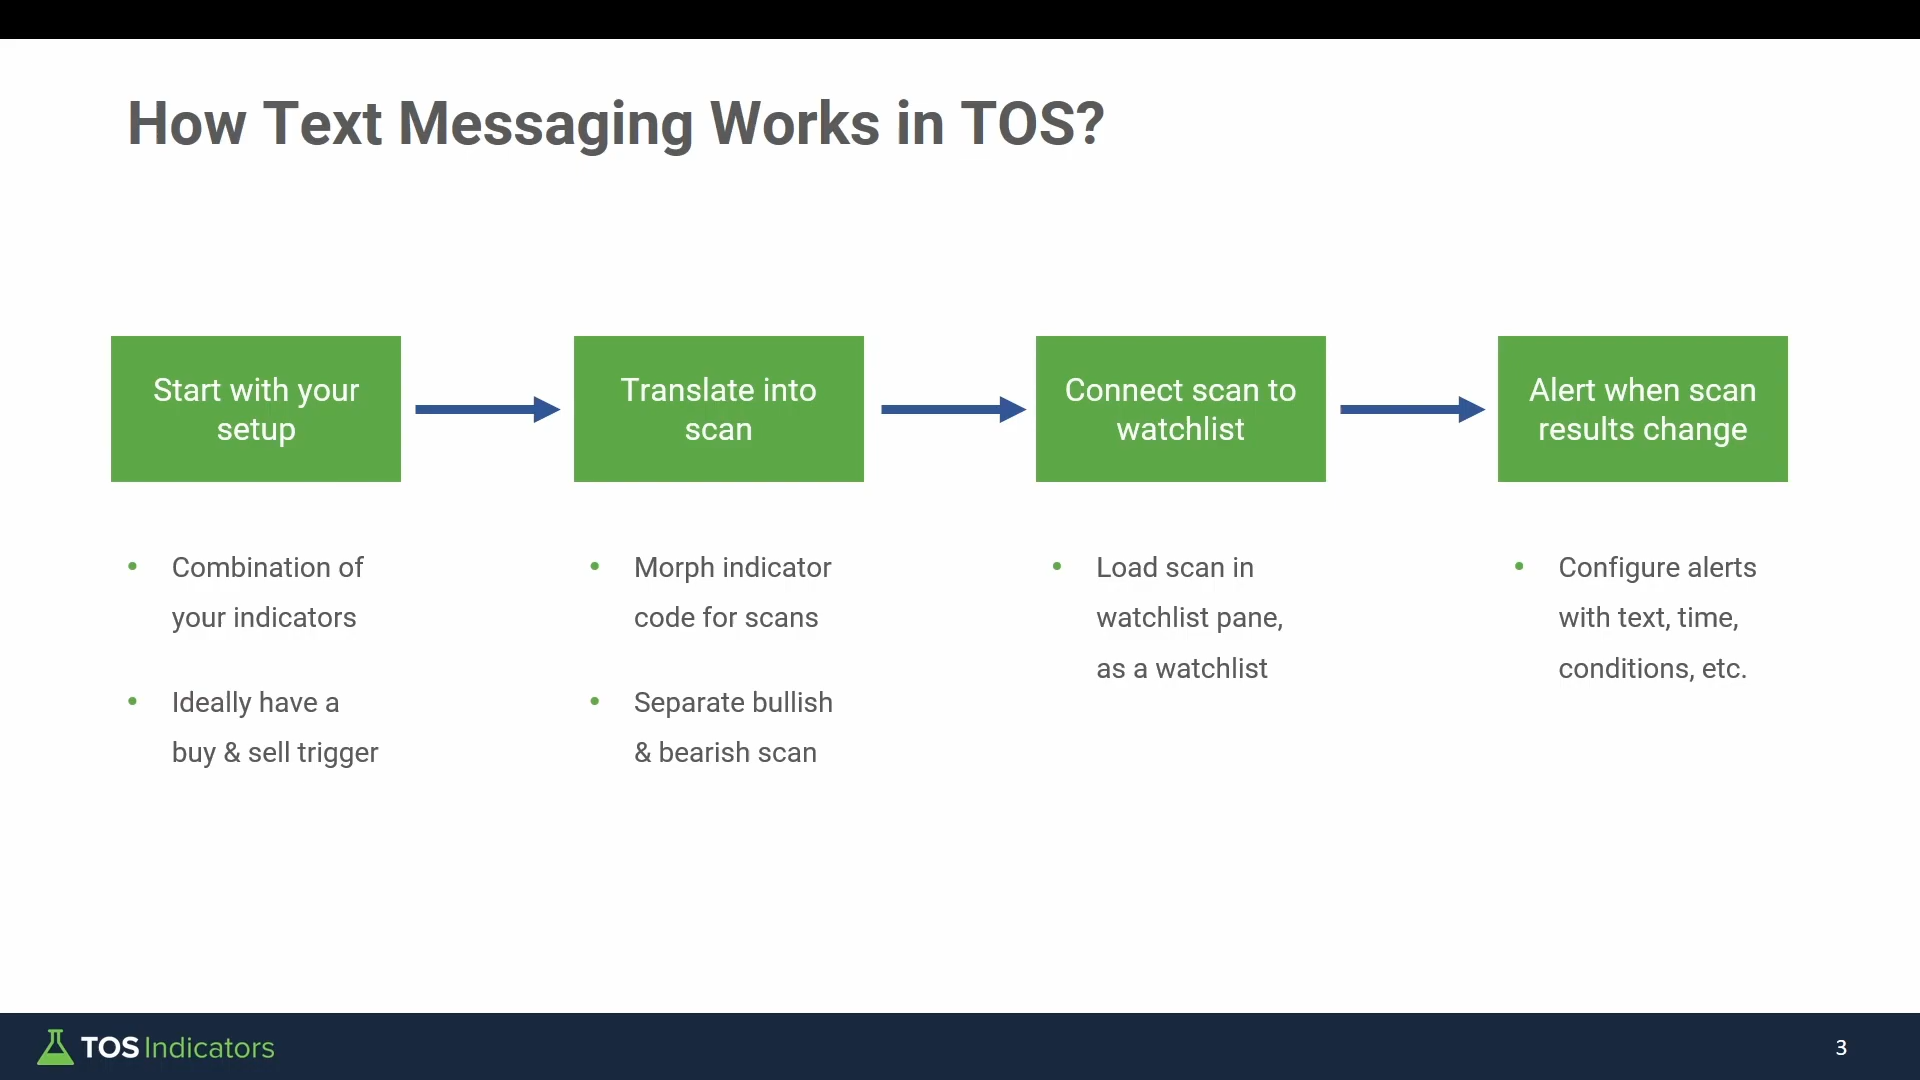 How Text Messaging Works in TOS?
Start with your
setup
Translate into
scan
Connect scan to
watchlist
Alert when scan
results change
• Combination of
your indicators
• Ideally have a
buy & sell trigger
• Morph indicator
code for scans
• Separate bullish
& bearish scan
• Load scan in
watchlist pane,
as a watchlist
• Configure alerts
with text, time,
conditions, etc.
TOS Indicators
3